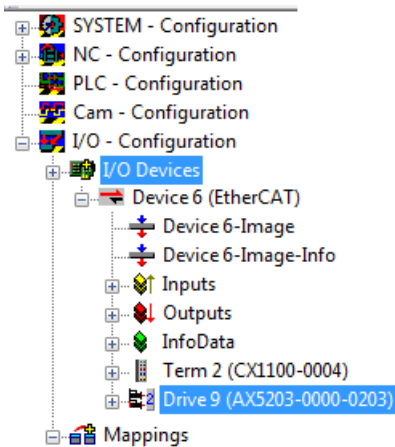 SYSTEM - Configuration
NC - Configuration
PLC - Configuration
Cam - Configuration
I/O - Configuration
I/O Devices
Device 6 (EtherCAT)
Device 6-Image
Device 6-Image-Info
Inputs
Outputs
InfoData
Term 2 (CX1100-0004)
Drive 9 (AX5203-0000-0203)
Mappings